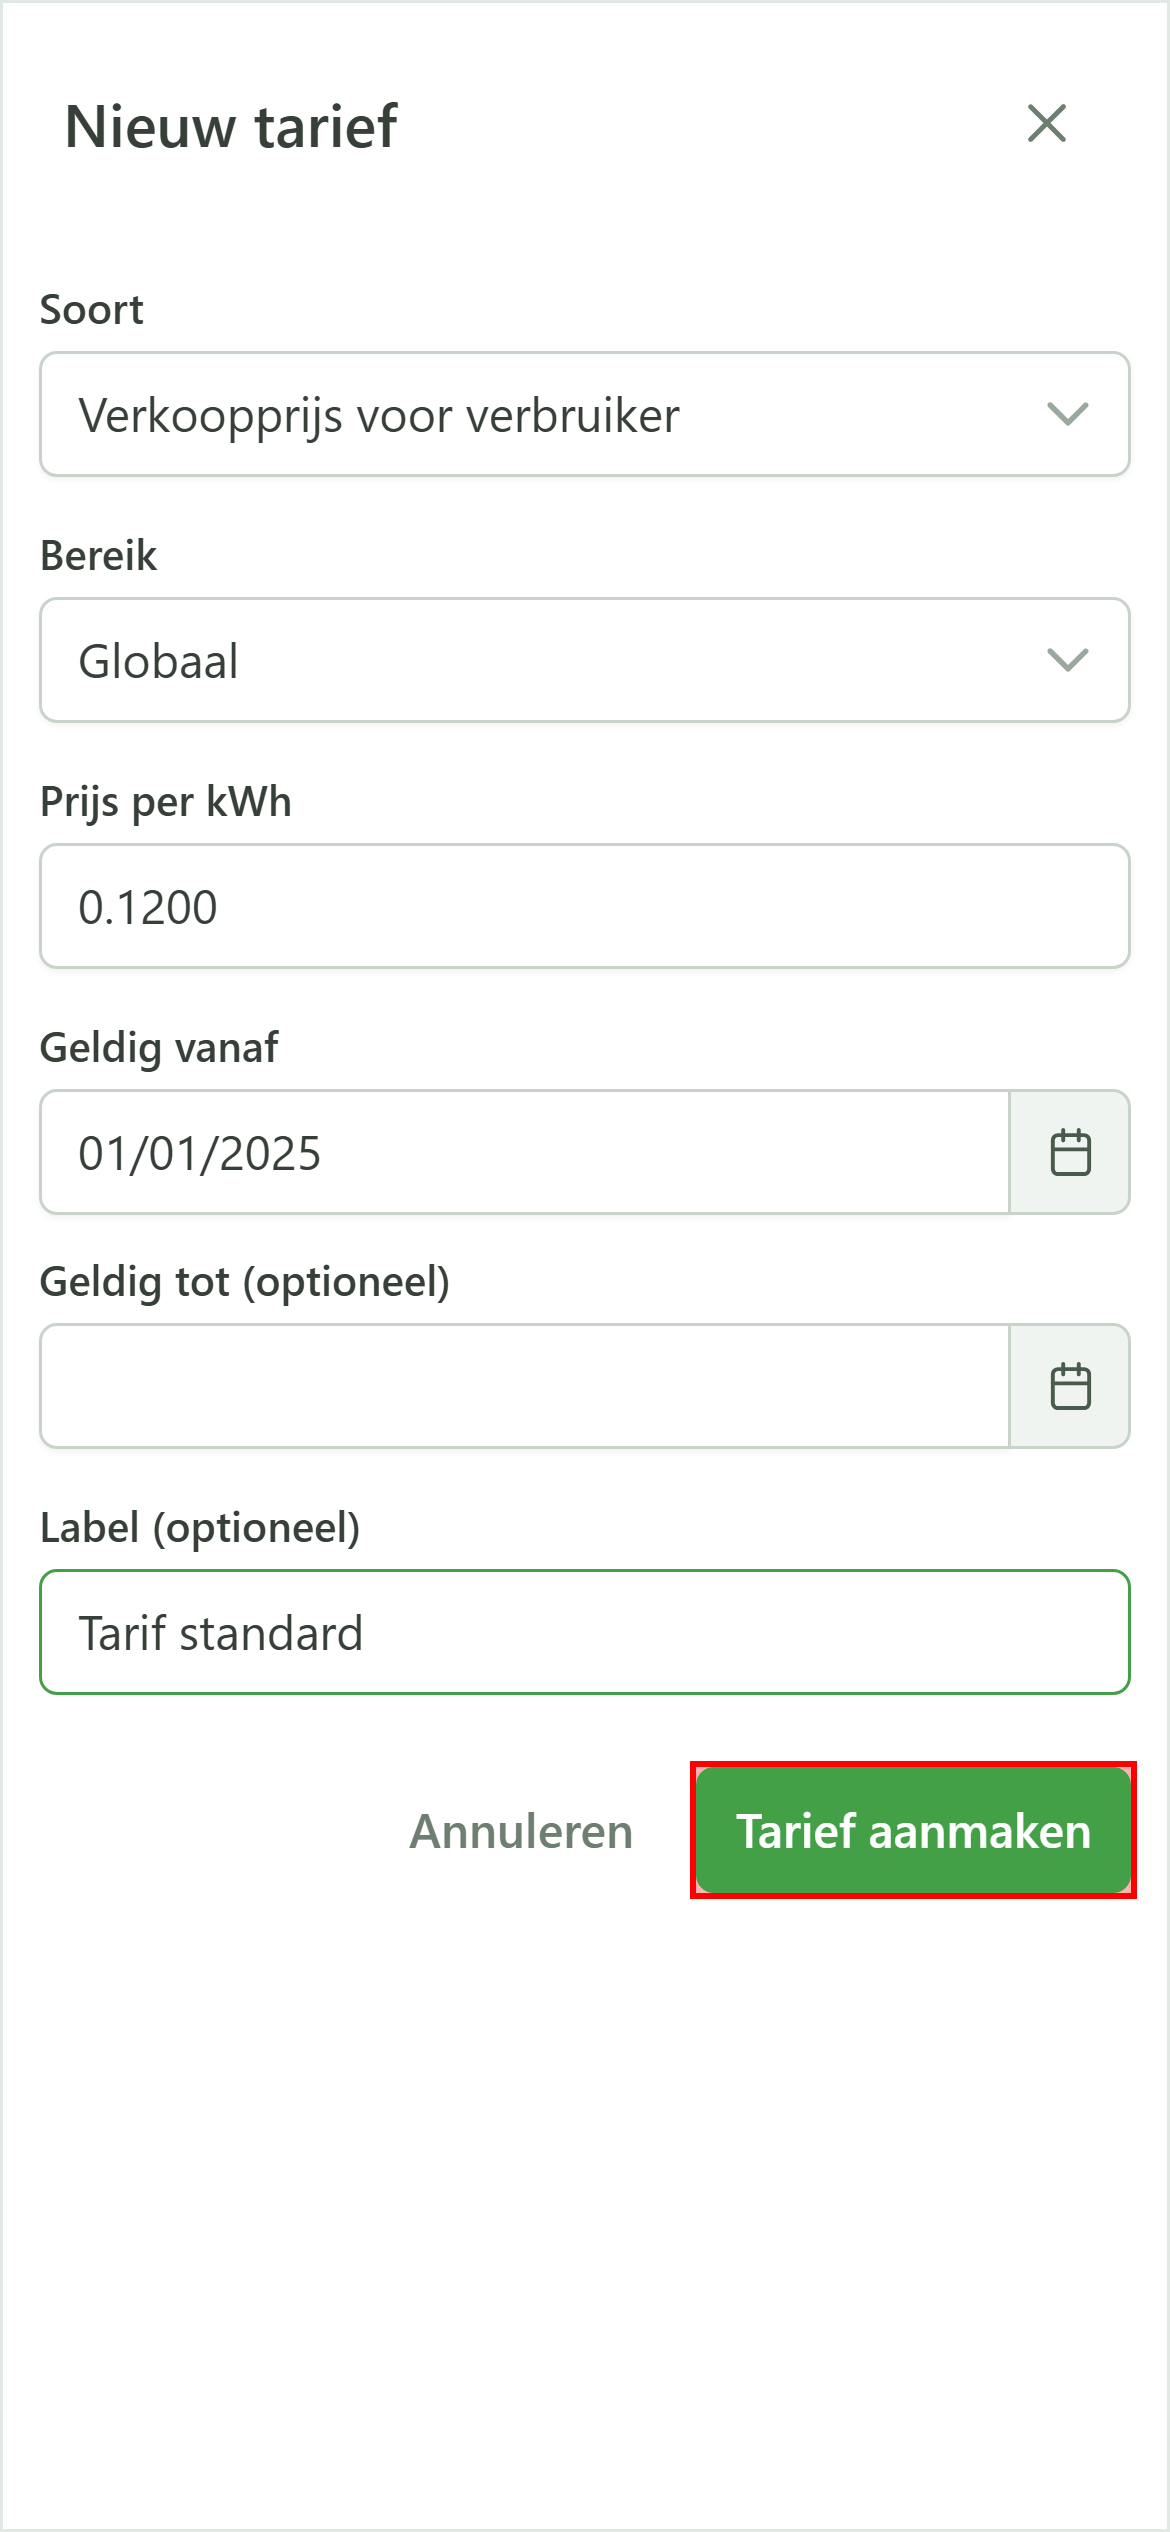 Nieuw tarief
Soort
Verkoopprijs voor verbruiker
Bereik
Globaal
Prijs per kWh
0.1200
Geldig vanaf
01/01/2025
Geldig tot (optioneel)
Label (optioneel)
Tarif standard
Annuleren
Tarief aanmaken